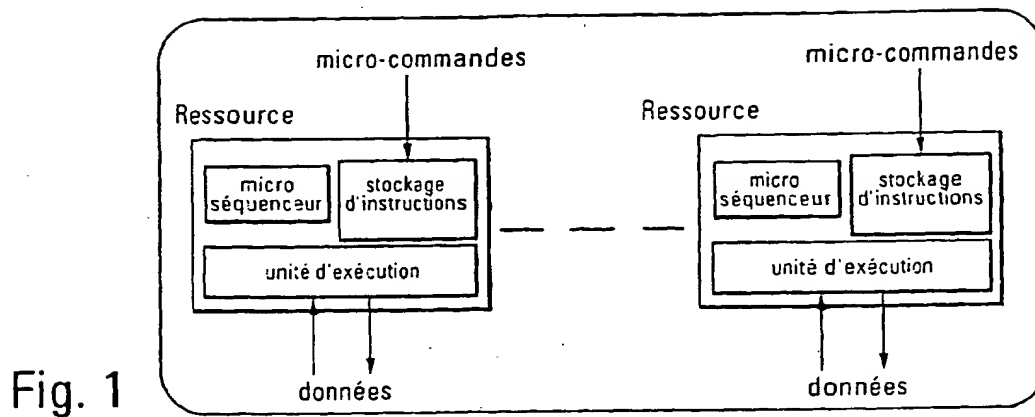 micro-commandes
Ressource
micro
séquenceur
stockage
d'instructions
unité d'exécution
données
micro-commandes
Ressource
micro
séquenceur
stockage
d'instructions
unité d'exécution
données
Fig. 1